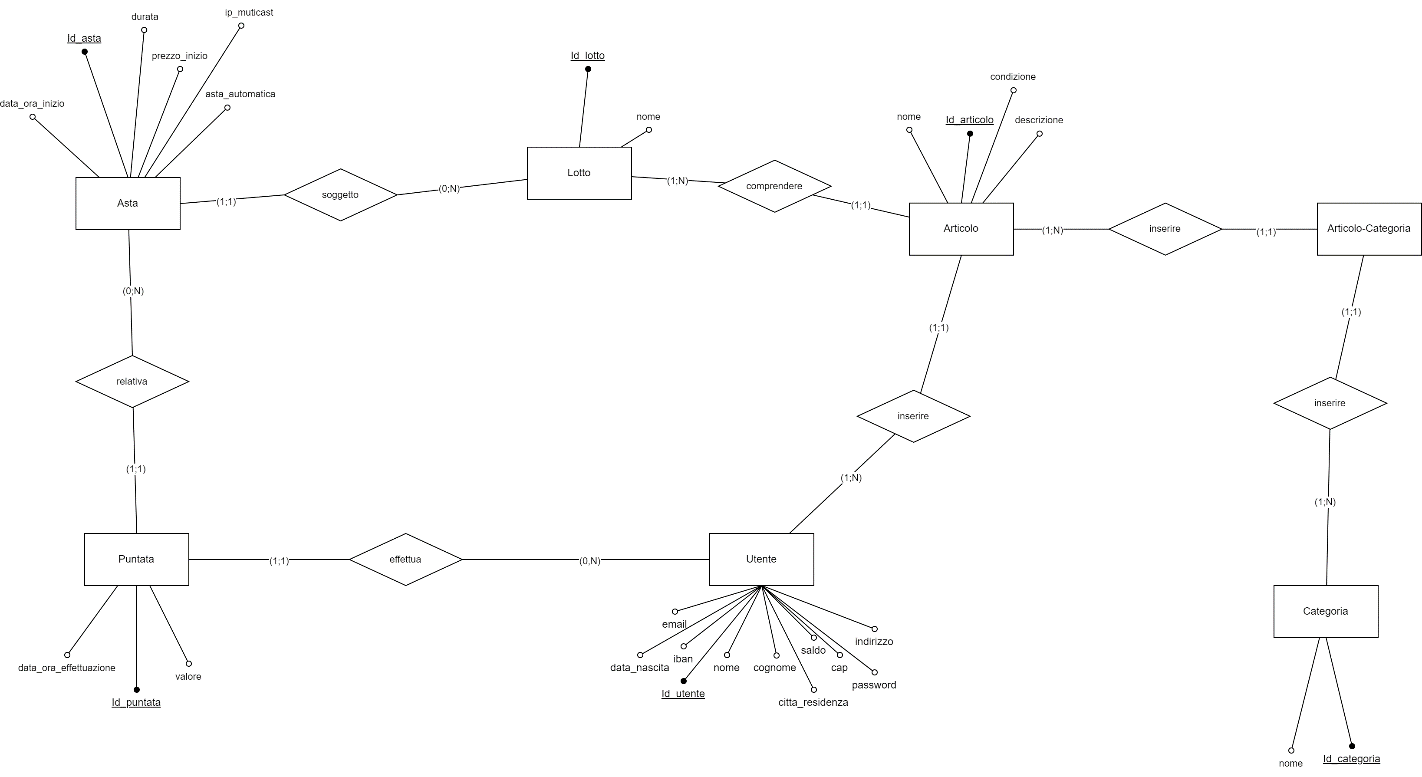 ip_muticast
durata
Id_asta
prezzo_inizio
asta_automatica
data_ora_inizio
Asta
(1;1)
soggetto
(0;N)
Id_lotto
nome
Lotto
(1;N)
comprendere
(1;1)
condizione
nome
Id_articolo
descrizione
Articolo
(1;N)
inserire
(1;1)
Articolo-Categoria
(0;N)
relativa
(1;1)
(1;1)
inserire
(1;N)
(1;1)
inserire
(1;N)
Puntata
(1;1)
effettua
(0,N)
Utente
data_ora_effettuazione
valore
Id_puntata
email
data_nascita
iban
Id_utente
nome
cognome
citta_residenza
saldo
cap
password
indirizzo
Categoria
nome
Id_categoria